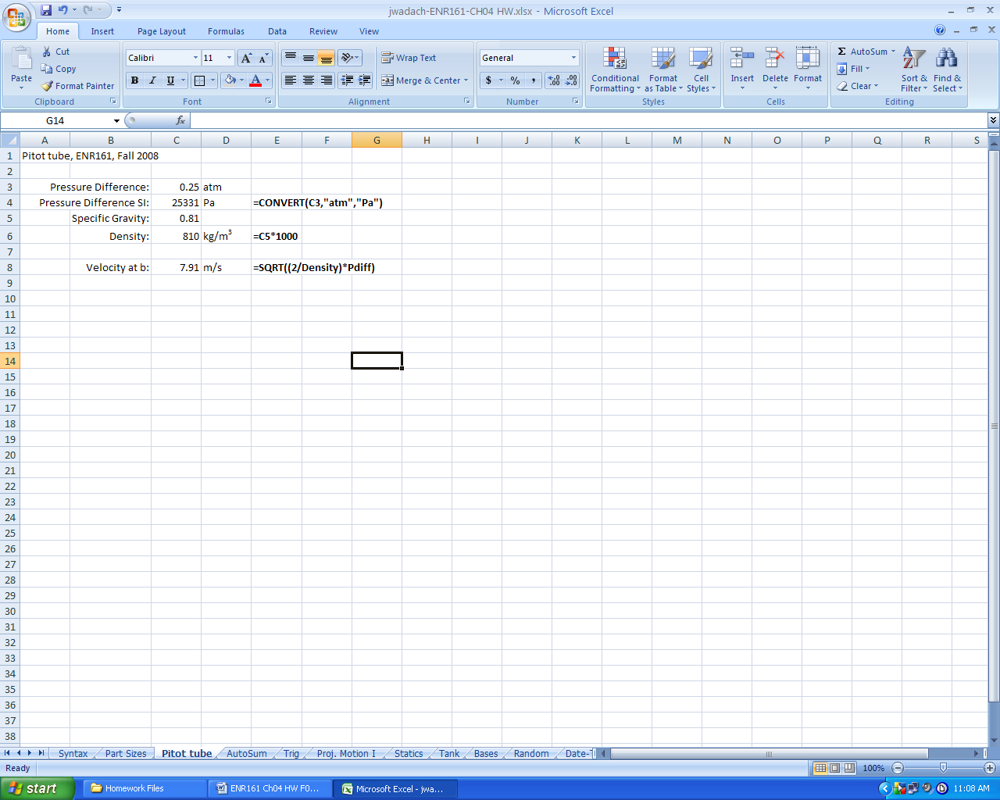 jwadach-ENR161-CH04 HW.xlsx - Microsoft Excel
Home Insert Page Layout Formulas Data Review View
Paste
Cut
Copy
Format Painter
Clipboard
Calibri 11
B I U
Font
Wrap Text
Merge & Center
Alignment
General
$ % ,
Number
Conditional Formatting
Format as Table
Cell Styles
Styles
Insert
Delete
Format
Cells
Σ AutoSum
Fill
Clear
Sort & Filter
Find & Select
Editing
G14 fx
A B C D E F G H I J K L M N O P Q R S
1 Pitot tube, ENR161, Fall 2008
2
3 Pressure Difference: 0.25 atm
4 Pressure Difference SI: 25331 Pa =CONVERT(C3,"atm","Pa")
5 Specific Gravity: 0.81
6 Density: 810 kg/m³ =C5*1000
7
8 Velocity at b: 7.91 m/s =SQRT((2/Density)*Pdiff)
9
10
11
12
13
14
15
16
17
18
19
20
21
22
23
24
25
26
27
28
29
30
31
32
33
34
35
36
37
38
Syntax Part Sizes Pitot tube AutoSum Trig Proj. Motion I Statics Tank Bases Random Date-
Ready 100%
start Homework Files ENR161 Ch04 HW F0... Microsoft Excel - jwa... 11:08 AM